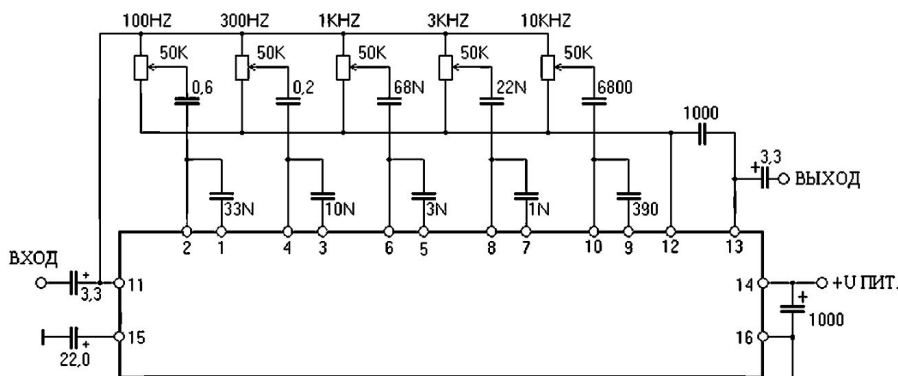 100HZ 300HZ 1KHZ 3KHZ 10KHZ
50K 50K 50K 50K 50K
0,6 0,2 68N 22N 6800
1000
+ 3,3
ВЫХОД
33N 10N 3N 1N 390
2 1 4 3 6 5 8 7 10 9 12 13
ВХОД
+
3,3
11
14
+U ПИТ.
+
1000
15
16
22,0 +